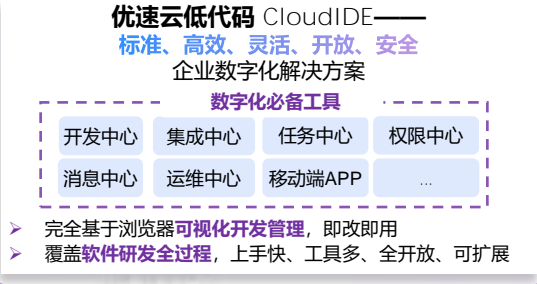 优速云低代码 CloudIDE——
标准、高效、灵活、开放、安全
企业数字化解决方案
数字化必备工具
开发中心 集成中心 任务中心 权限中心
消息中心 运维中心 移动端APP ...
➢ 完全基于浏览器可视化开发管理，即改即用
➢ 覆盖软件研发全过程，上手快、工具多、全开放、可扩展